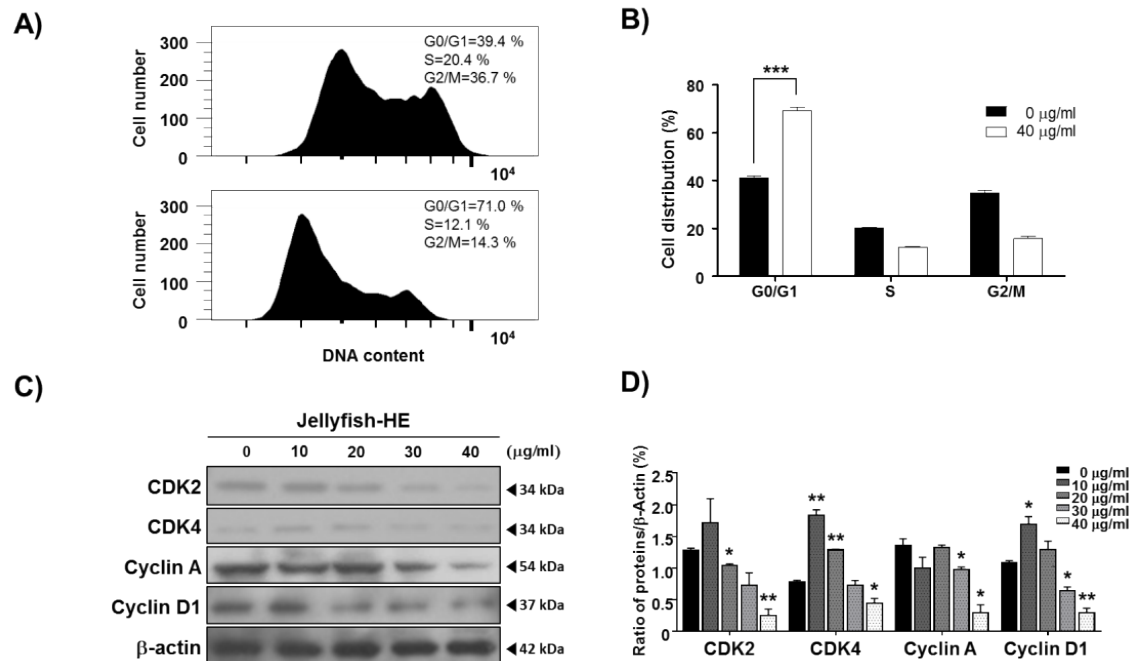 A)
300
200
100
0
Cell number
G0/G1=39.4 %
S=20.4 %
G2/M=36.7 %
10⁴
300
200
100
0
Cell number
G0/G1=71.0 %
S=12.1 %
G2/M=14.3 %
10⁴
DNA content
B)
80
60
40
20
0
Cell distribution (%)
***
0 μg/ml
40 μg/ml
G0/G1 S G2/M
C)
Jellyfish-HE
0 10 20 30 40 (μg/ml)
CDK2 ◀34 kDa
CDK4 ◀34 kDa
Cyclin A ◀54 kDa
Cyclin D1 ◀37 kDa
β-actin ◀42 kDa
D)
Ratio of proteins/β-Actin (%)
2.5
2.0
1.5
1.0
0.5
0
0 μg/ml
10 μg/ml
20 μg/ml
30 μg/ml
40 μg/ml
* **
** ** *
* *
* * **
CDK2 CDK4 Cyclin A Cyclin D1